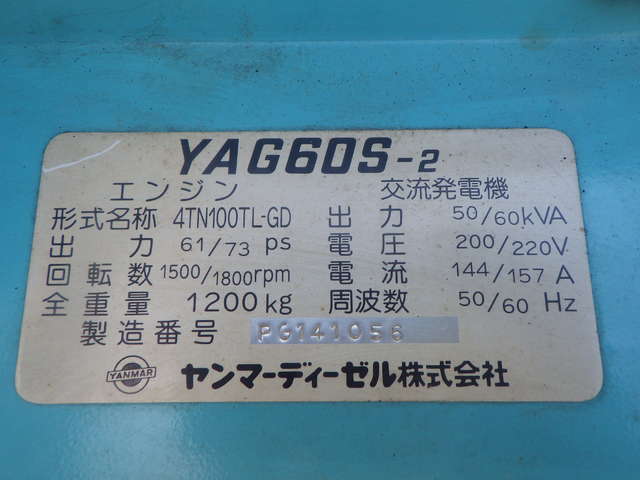 YAG60S-2
エンジン 交流発電機
形式名称 4TN100TL-GD 出力 50/60kVA
出力 61/73 ps 電圧 200/220V
回転数 1500/1800rpm 電流 144/157 A
全重量 1200kg 周波数 50/60 Hz
製造番号 PG141056
YANMAR ヤンマーディーゼル株式会社